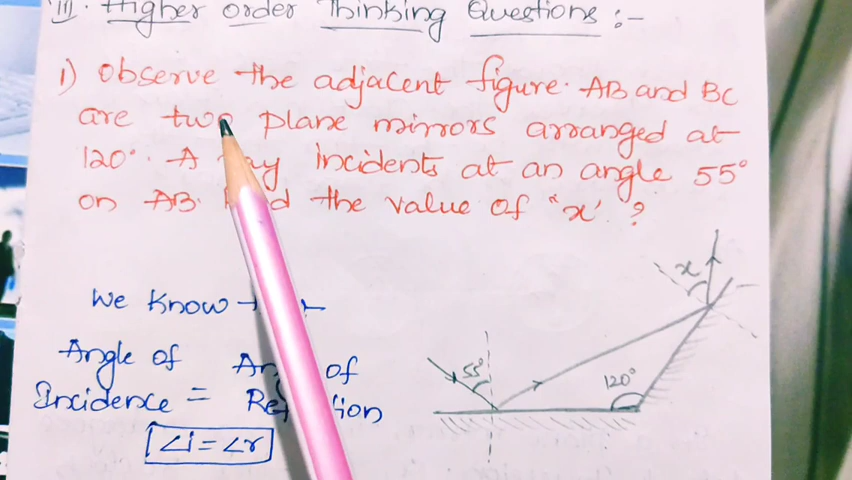 III. Higher order Thinking Questions :-
1) Observe the adjacent figure. AB and BC
are two plane mirrors arranged at
120°. A ray incidents at an angle 55°
on AB. the value of "x'. ?
x
We know
55°
120°
Angle of Angle of
Incidence = Reflection
∠i = ∠r